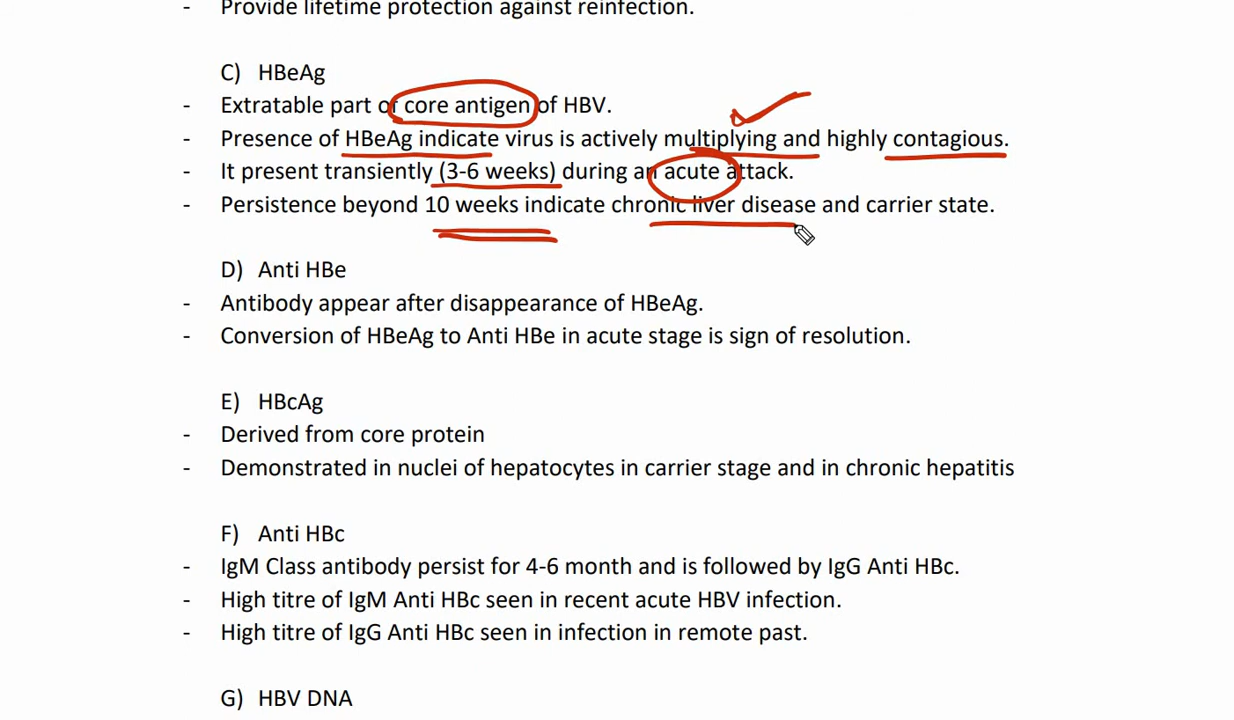 - Provide lifetime protection against reinfection.
C) HBeAg
- Extratable part of core antigen of HBV.
- Presence of HBeAg indicate virus is actively multiplying and highly contagious.
- It present transiently (3-6 weeks) during an acute attack.
- Persistence beyond 10 weeks indicate chronic liver disease and carrier state.
D) Anti HBe
- Antibody appear after disappearance of HBeAg.
- Conversion of HBeAg to Anti HBe in acute stage is sign of resolution.
E) HBcAg
- Derived from core protein
- Demonstrated in nuclei of hepatocytes in carrier stage and in chronic hepatitis
F) Anti HBc
- IgM Class antibody persist for 4-6 month and is followed by IgG Anti HBc.
- High titre of IgM Anti HBc seen in recent acute HBV infection.
- High titre of IgG Anti HBc seen in infection in remote past.
G) HBV DNA